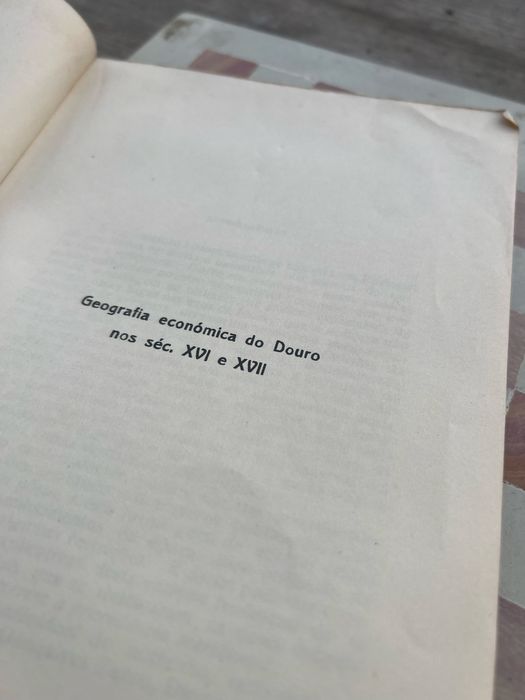 Geografia económica do Douro
nos séc. XVI e XVII